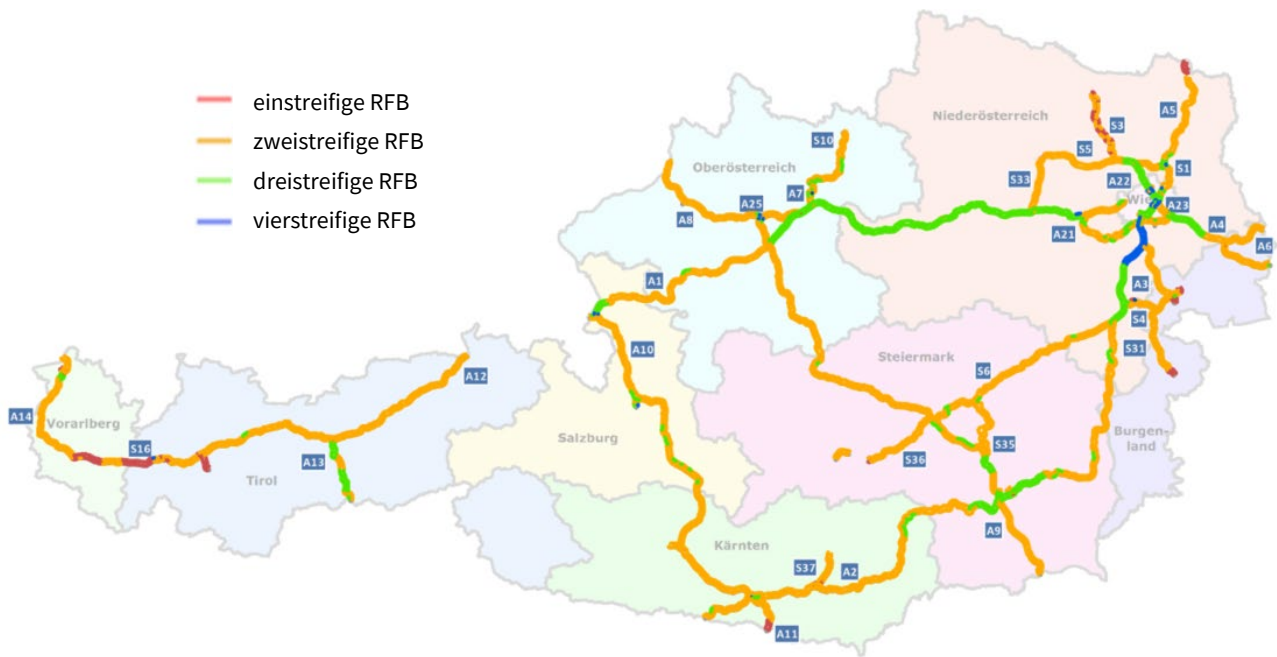 einstreifige RFB
zweistreifige RFB
dreistreifige RFB
vierstreifige RFB
Niederösterreich
A5
S3
S10
S5
Oberösterreich
S1
A22
S33
A7
A25
Wien
A23
A8
A21
A4
A6
A1
A3
S4
A10
S31
Steiermark
S6
A12
A14
Vorarlberg
Burgen-
land
Salzburg
S16
S35
A13
S36
Tirol
A9
Kärnten
S37
A2
A11